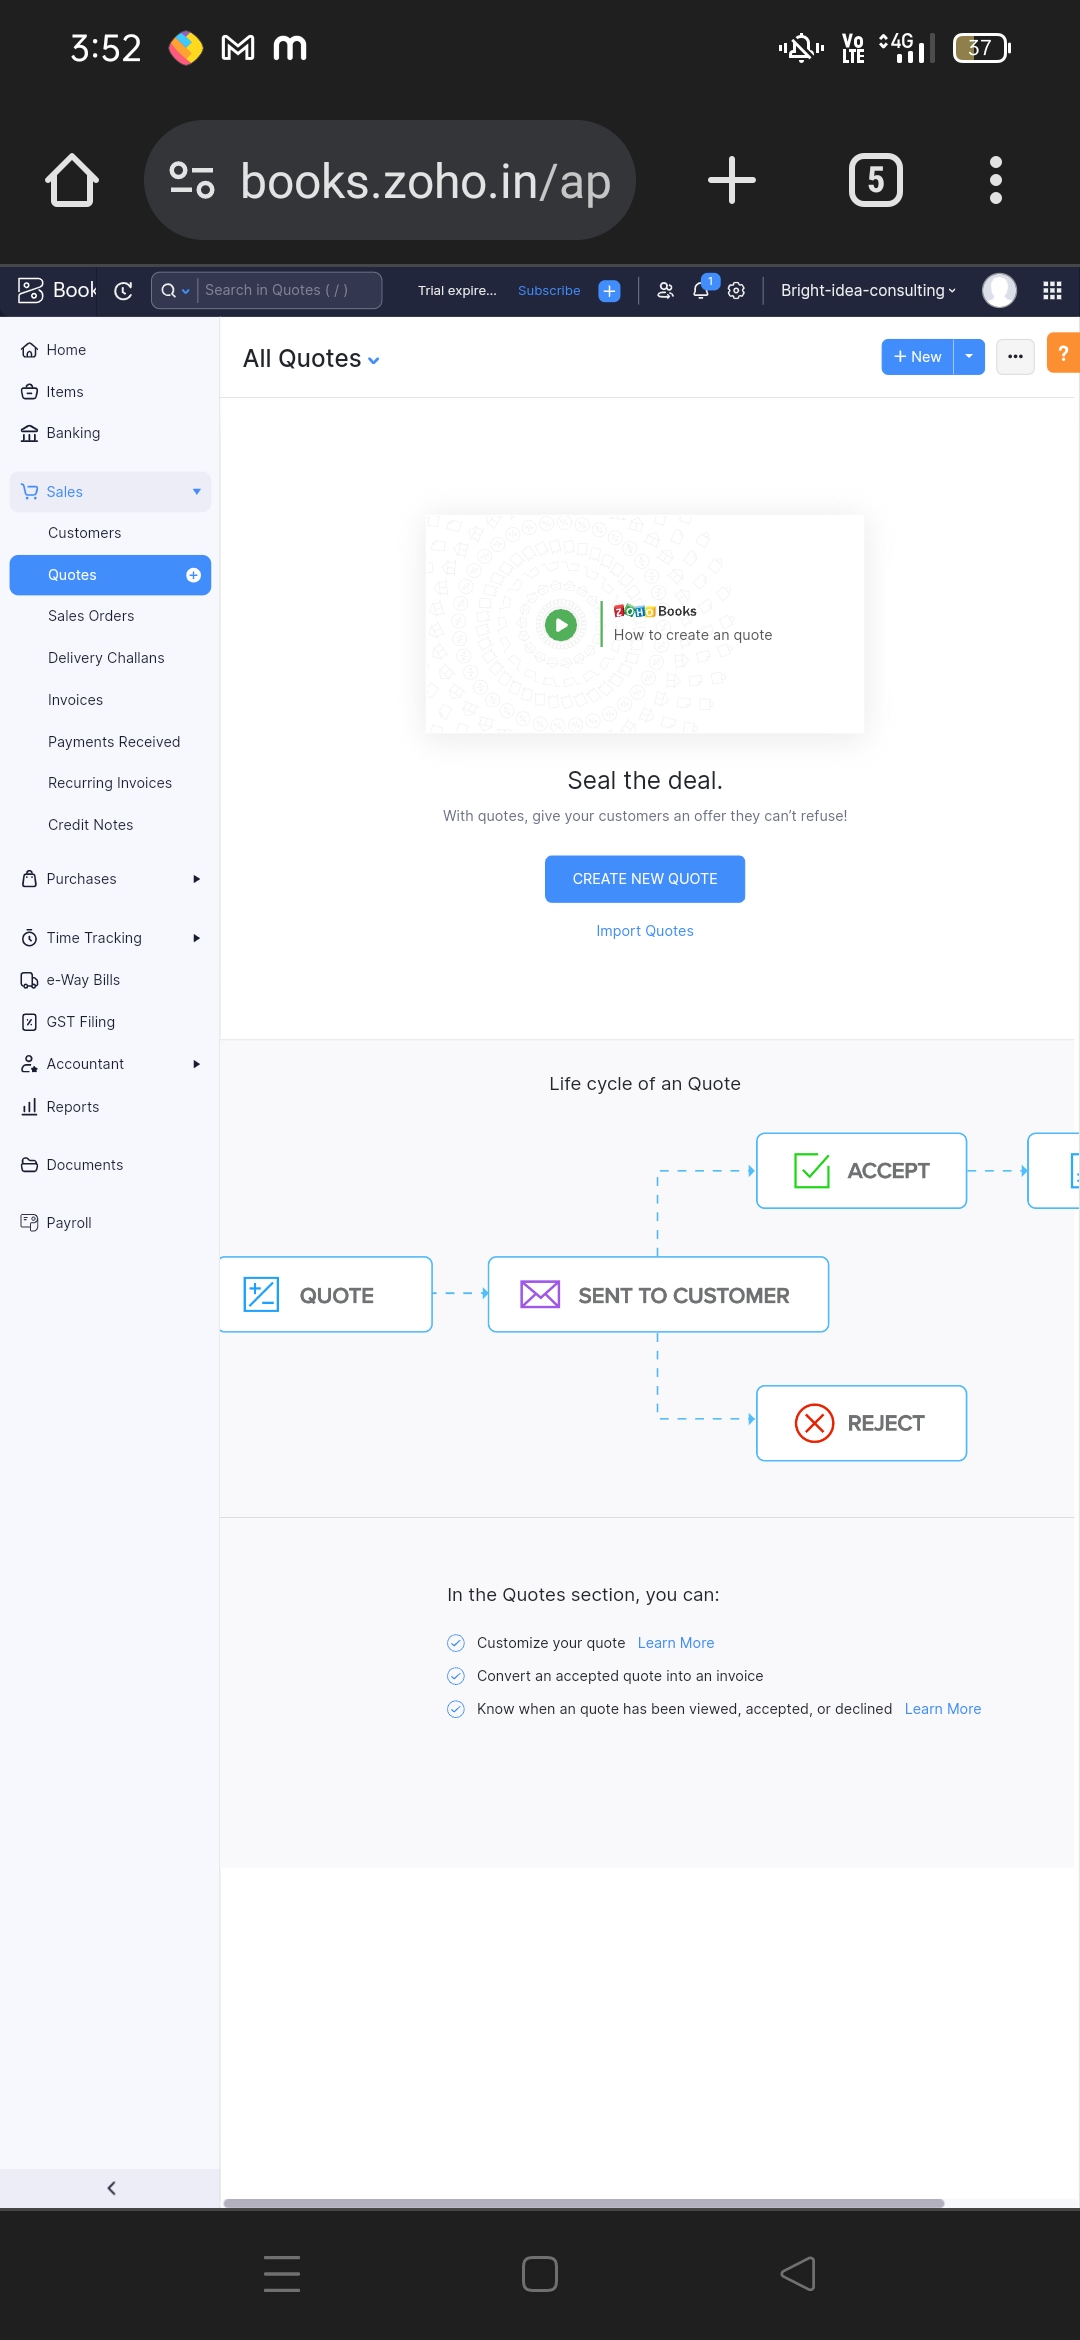 3:52
Vo LTE 4G 37
books.zoho.in/ap
5
Book
Search in Quotes ( / )
Trial expire...
Subscribe
1
Bright-idea-consulting
Home
Items
Banking
Sales
Customers
Quotes
Sales Orders
Delivery Challans
Invoices
Payments Received
Recurring Invoices
Credit Notes
Purchases
Time Tracking
e-Way Bills
GST Filing
Accountant
Reports
Documents
Payroll
All Quotes
+ New
...
?
ZOHO Books
How to create an quote
Seal the deal.
With quotes, give your customers an offer they can’t refuse!
CREATE NEW QUOTE
Import Quotes
Life cycle of an Quote
ACCEPT
QUOTE
SENT TO CUSTOMER
REJECT
In the Quotes section, you can:
Customize your quote Learn More
Convert an accepted quote into an invoice
Know when an quote has been viewed, accepted, or declined Learn More